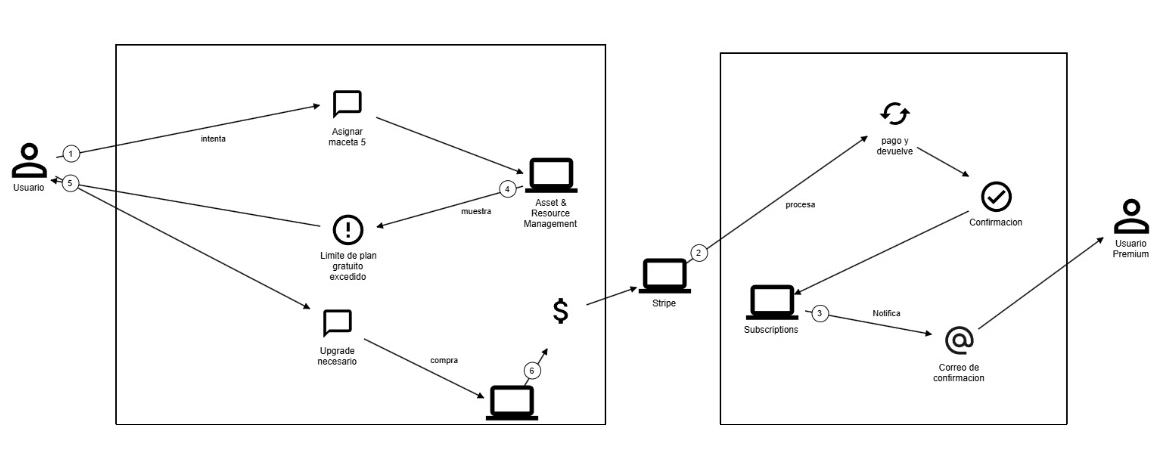 1
intenta
Asignar
maceta 5
Usuario
5
4
muestra
Asset &
Resource
Management
Limite de plan
gratuito
excedido
Upgrade
necesario
compra
6
$
Stripe
2
procesa
pago y
devuelve
Confirmacion
Subscriptions
3
Notifica
@
Correo de
confirmacion
Usuario
Premium